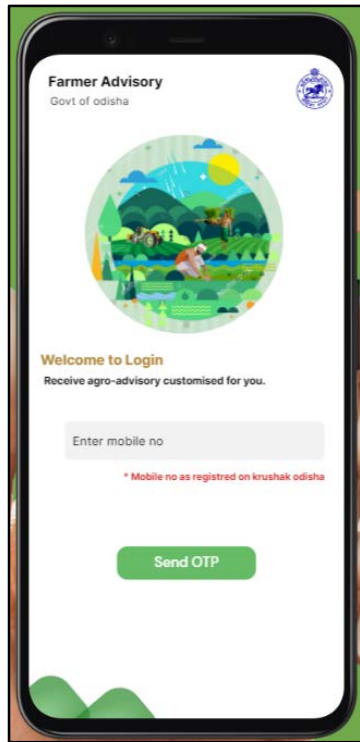 Farmer Advisory
Govt of odisha
Welcome to Login
Receive agro-advisory customised for you.
Enter mobile no
* Mobile no as registred on krushak odisha
Send OTP